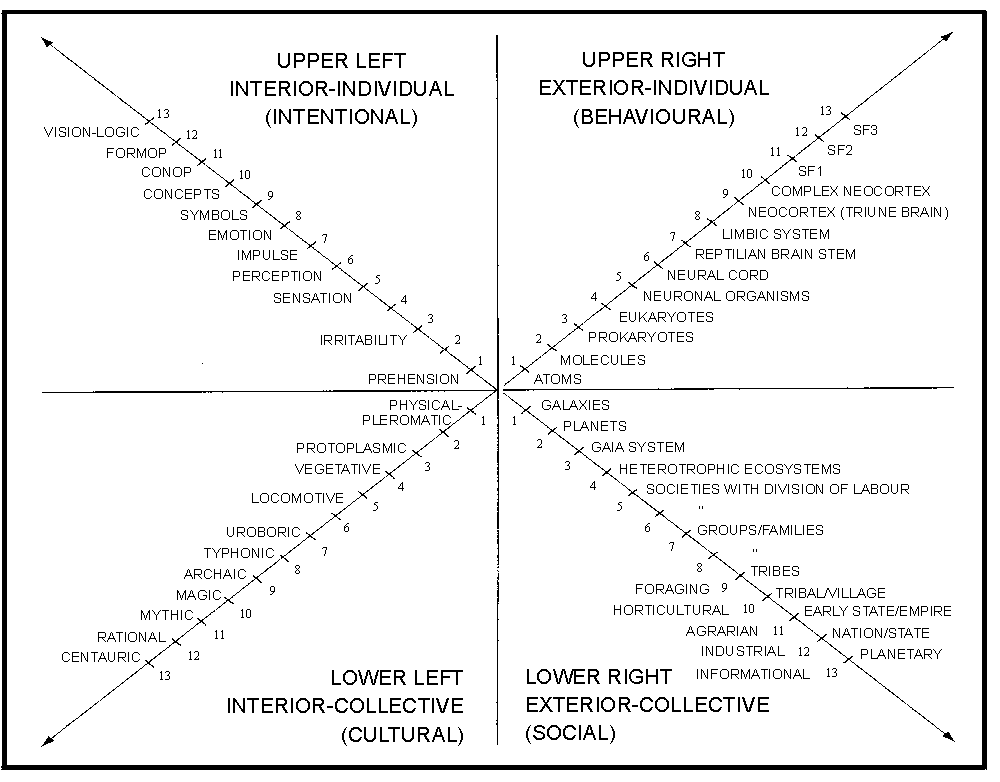 UPPER LEFT
INTERIOR-INDIVIDUAL
(INTENTIONAL)
13
VISION-LOGIC
12
FORMOP
11
CONOP
10
CONCEPTS
9
SYMBOLS
8
EMOTION
7
IMPULSE
6
PERCEPTION
5
SENSATION
4
3
IRRITABILITY
2
1
PREHENSION
UPPER RIGHT
EXTERIOR-INDIVIDUAL
(BEHAVIOURAL)
13
SF3
12
SF2
11
SF1
10
COMPLEX NEOCORTEX
9
NEOCORTEX (TRIUNE BRAIN)
8
LIMBIC SYSTEM
7
REPTILIAN BRAIN STEM
6
NEURAL CORD
5
NEURONAL ORGANISMS
4
EUKARYOTES
3
PROKARYOTES
2
MOLECULES
1
ATOMS
PHYSICAL-
PLEROMATIC
1
2
PROTOPLASMIC
3
VEGETATIVE
4
LOCOMOTIVE
5
6
UROBORIC
7
TYPHONIC
8
ARCHAIC
9
MAGIC
10
MYTHIC
11
RATIONAL
12
CENTAURIC
13
LOWER LEFT
INTERIOR-COLLECTIVE
(CULTURAL)
GALAXIES
1
PLANETS
2
GAIA SYSTEM
3
HETEROTROPHIC ECOSYSTEMS
4
SOCIETIES WITH DIVISION OF LABOUR
5
"
6
GROUPS/FAMILIES
7
"
8
TRIBES
FORAGING 9
TRIBAL/VILLAGE
HORTICULTURAL 10
EARLY STATE/EMPIRE
AGRARIAN 11
NATION/STATE
INDUSTRIAL 12
PLANETARY
INFORMATIONAL 13
LOWER RIGHT
EXTERIOR-COLLECTIVE
(SOCIAL)